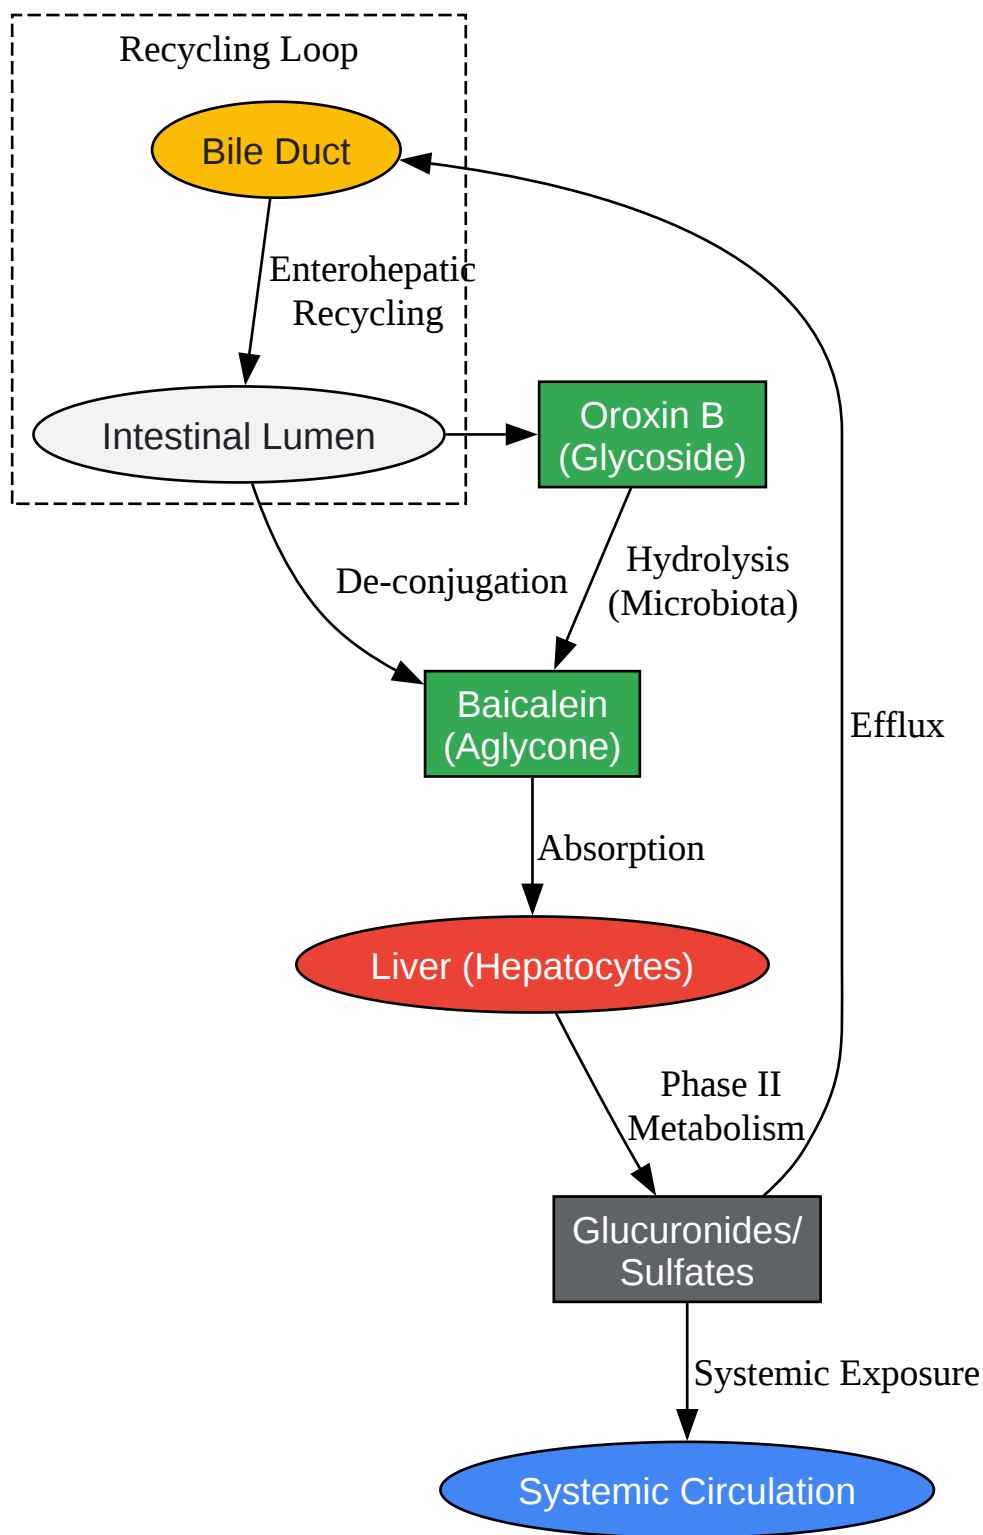 Recycling Loop
Bile Duct
Enterohepatic
Recycling
Intestinal Lumen
Oroxin B
(Glycoside)
De-conjugation
Hydrolysis
(Microbiota)
Baicalein
(Aglycone)
Efflux
Absorption
Liver (Hepatocytes)
Phase II
Metabolism
Glucuronides/
Sulfates
Systemic Exposure
Systemic Circulation